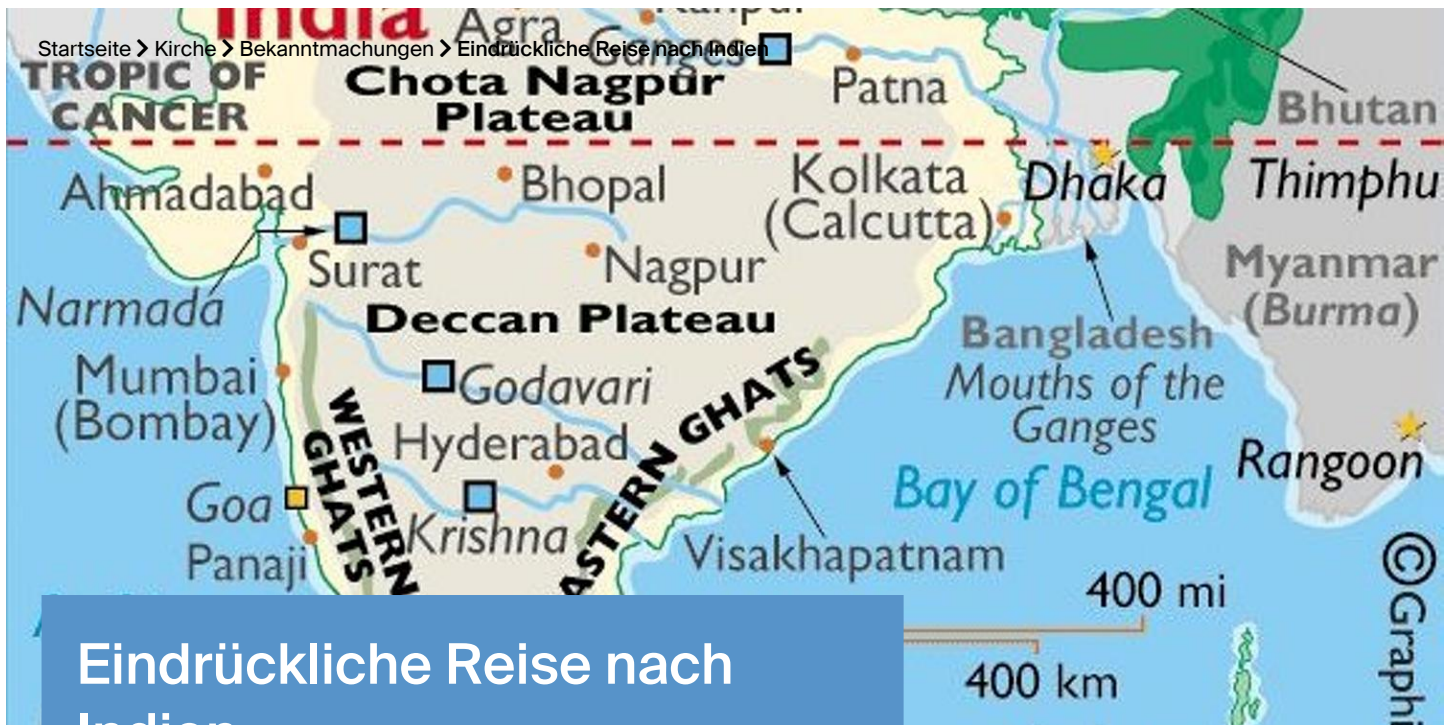 India
Agra
Kanpur
Startseite > Kirche > Bekanntmachungen > Eindrückliche Reise nach Indien
Ganges
TROPIC OF
CANCER
Chota Nagpur
Plateau
Patna
Bhutan
Ahmadabad
Bhopal
Kolkata
(Calcutta)
Dhaka
Thimphu
Surat
Nagpur
Narmada
Myanmar
(Burma)
Deccan Plateau
Bangladesh
Mouths of the
Ganges
Mumbai
(Bombay)
Godavari
WESTERN
GHATS
EASTERN GHATS
Hyderabad
Rangoon
Bay of Bengal
Goa
Krishna
Panaji
Visakhapatnam
400 mi
400 km
©Graphi
Eindrückliche Reise nach
Indien